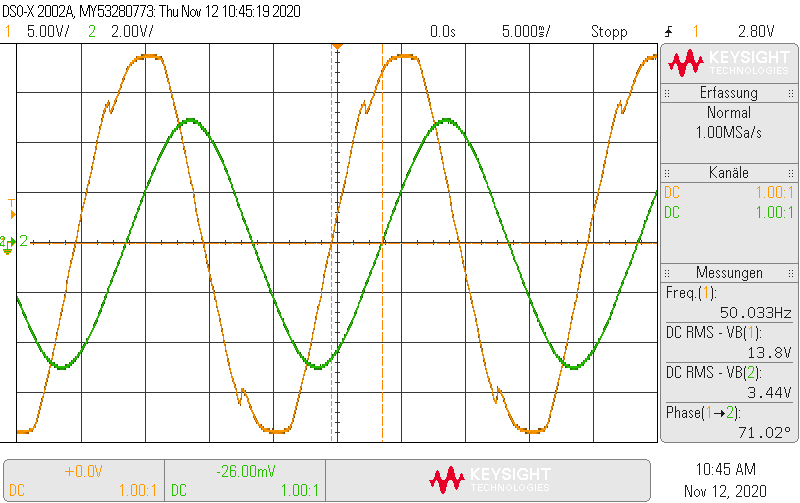 DSO-X 2002A, MY53280773: Thu Nov 12 10:45:19 2020
1 5.00V/ 2 2.00V/ 0.0s 5.000ms/ Stopp 1 2.80V
KEYSIGHT
TECHNOLOGIES
Erfassung
Normal
1.00MSa/s
Kanäle
DC 1.00:1
DC 1.00:1
Messungen
Freq.(1):
50.033Hz
DC RMS - VB(1):
13.8V
DC RMS - VB(2):
3.44V
Phase(1→2):
71.02°
T
2
2
+0.0V
DC 1.00:1
-26.00mV
DC 1.00:1
KEYSIGHT
TECHNOLOGIES
10:45 AM
Nov 12, 2020